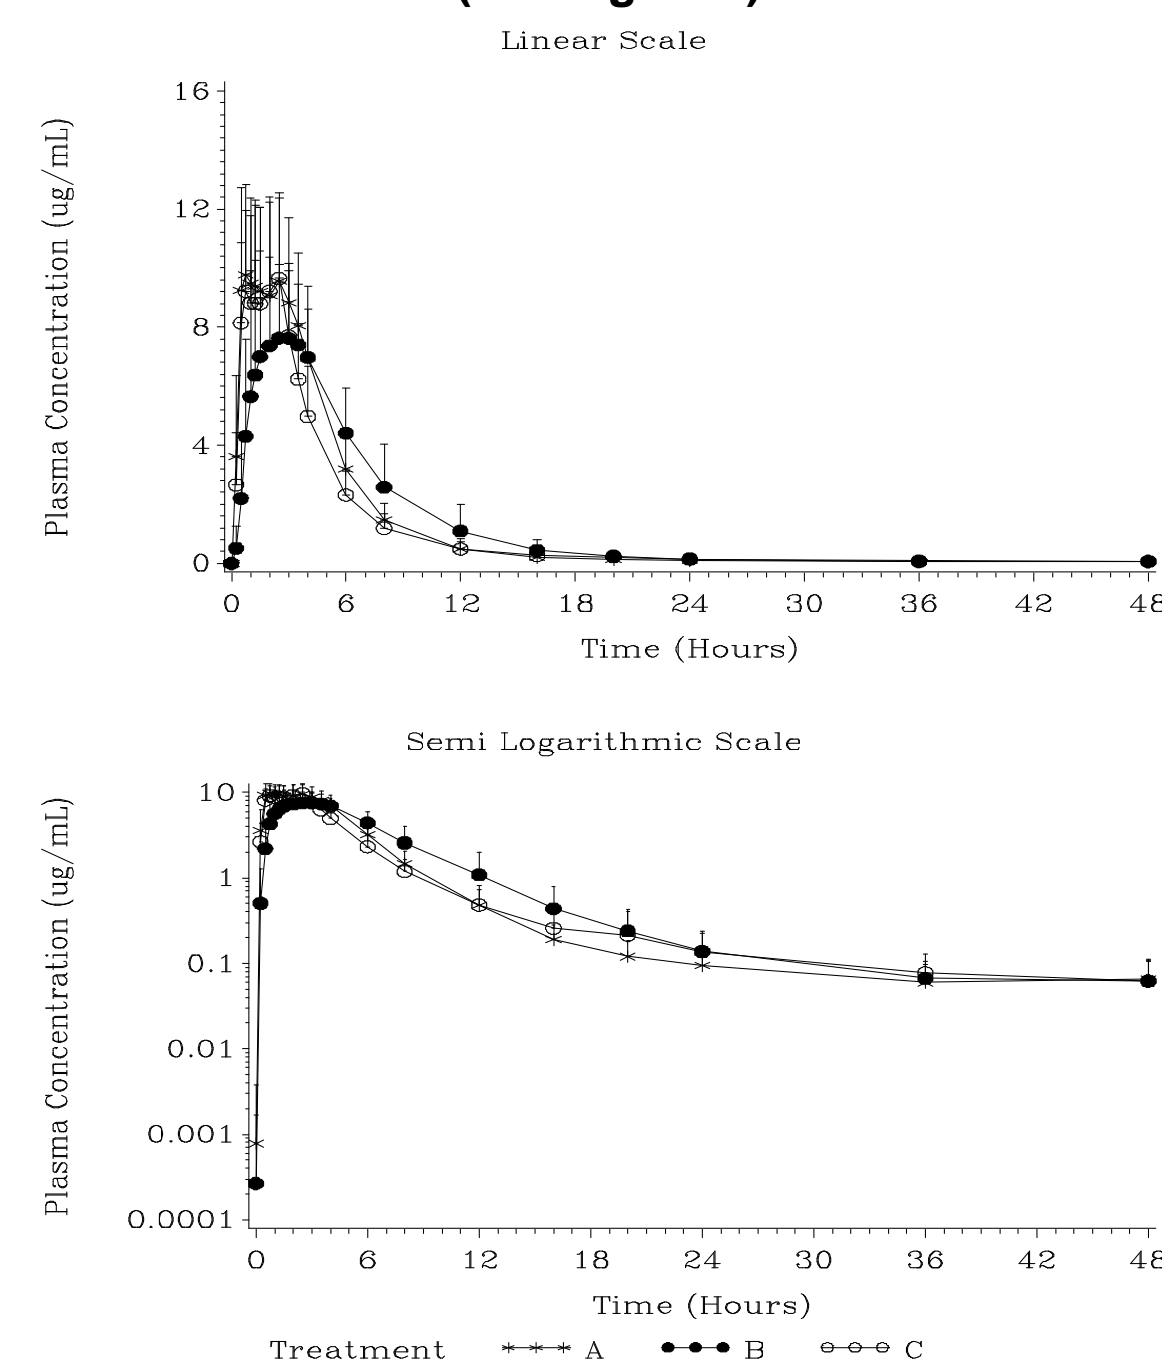 Linear Scale
16
12
8
4
0
Plasma Concentration (ug/mL)
0 6 12 18 24 30 36 42 48
Time (Hours)
Semi Logarithmic Scale
10
1
0.1
0.01
0.001
0.0001
Plasma Concentration (ug/mL)
0 6 12 18 24 30 36 42 48
Time (Hours)
Treatment A B C